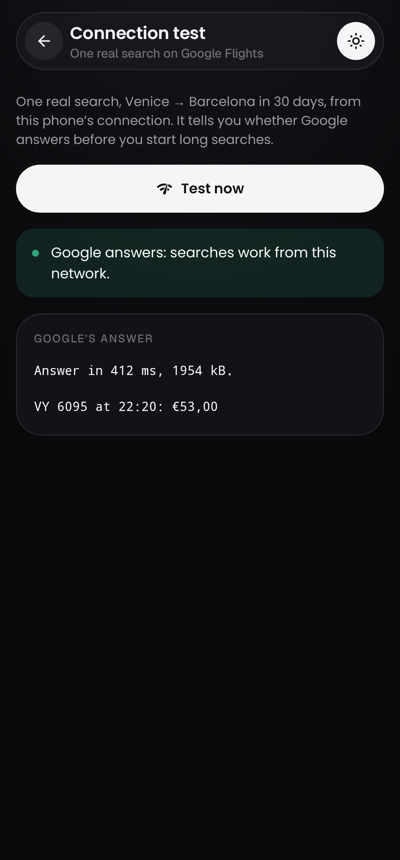 Connection test
One real search on Google Flights
One real search, Venice → Barcelona in 30 days, from
this phone's connection. It tells you whether Google
answers before you start long searches.
Test now
Google answers: searches work from this
network.
GOOGLE'S ANSWER
Answer in 412 ms, 1954 kB.
VY 6095 at 22:20: €53,00